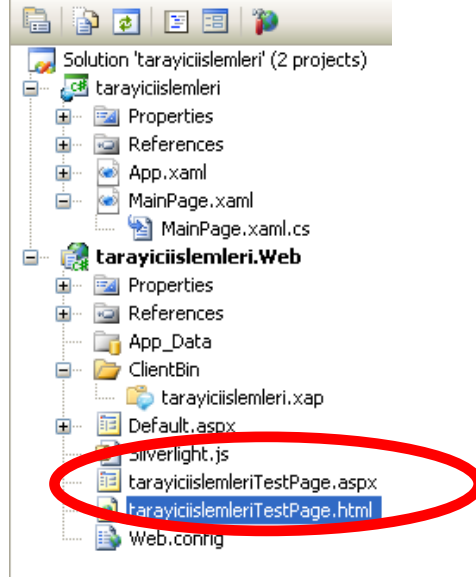 Solution 'tarayiciislemleri' (2 projects)
tarayiciislemleri
Properties
References
App.xaml
MainPage.xaml
MainPage.xaml.cs
tarayiciislemleri.Web
Properties
References
App_Data
ClientBin
tarayiciislemleri.xap
Default.aspx
Silverlight.js
tarayiciislemleriTestPage.aspx
tarayiciislemleriTestPage.html
Web.config